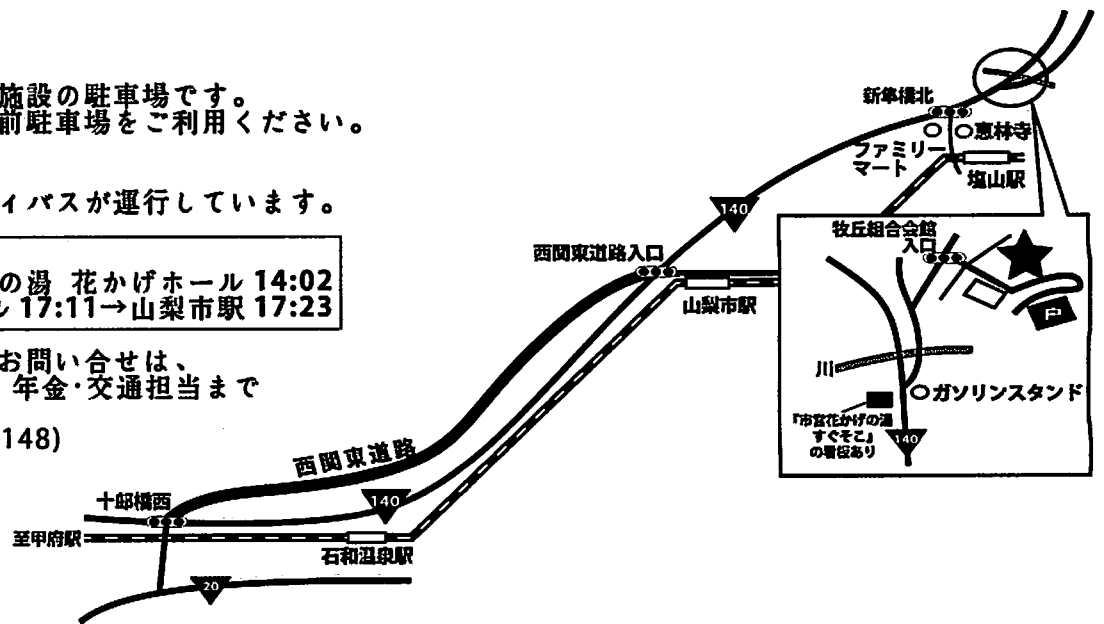 施設の駐車場です。
前駐車場をご利用ください。
ィバスが運行しています。
の湯 花かげホール 14:02
ル 17:11→山梨市駅 17:23
お問い合せは、
年金・交通担当まで
148)
新隼橋北
恵林寺
ファミリー
マート
塩山駅
140
西関東道路入口
山梨市駅
牧丘組合会館
入口
戸
川
ガソリンスタンド
『市営花かげの湯
すぐそこ』
の看板あり
140
西関東道路
140
十郎橋西
至甲府駅
石和温泉駅
20